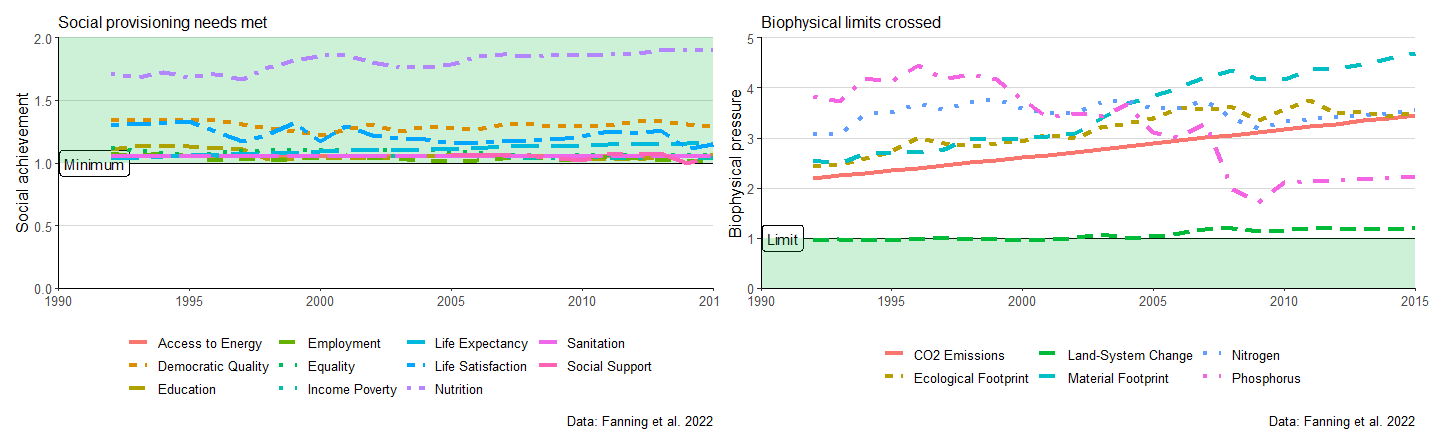 Social provisioning needs met
Social achievement
2.0
1.5
1.0
0.5
0.0
Minimum
1990
1995
2000
2005
2010
201
Access to Energy
Employment
Life Expectancy
Sanitation
Democratic Quality
Equality
Life Satisfaction
Social Support
Education
Income Poverty
Nutrition
Data: Fanning et al. 2022
Biophysical limits crossed
Biophysical pressure
5
4
3
2
1
0
Limit
1990
1995
2000
2005
2010
2015
CO2 Emissions
Land-System Change
Nitrogen
Ecological Footprint
Material Footprint
Phosphorus
Data: Fanning et al. 2022